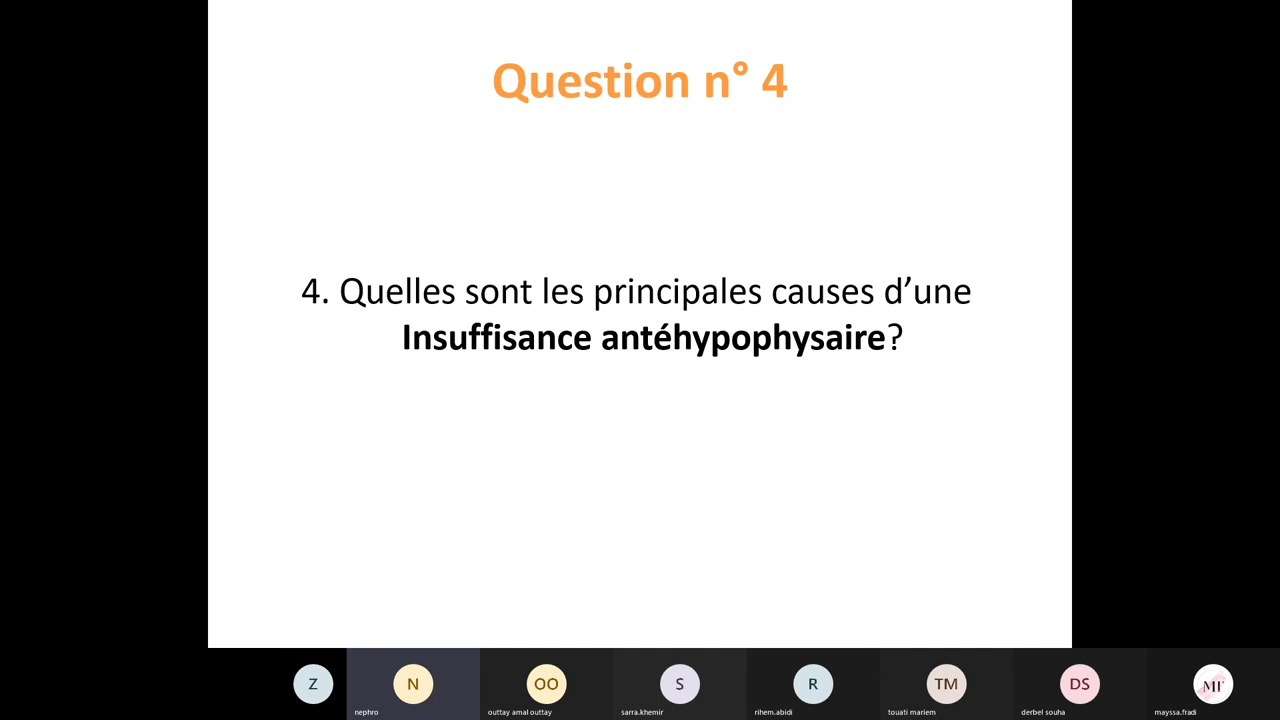 Question n° 4
4. Quelles sont les principales causes d’une
Insuffisance antéhypophysaire?
Z
N
OO
S
R
TM
DS
MF
nephro
outtay amal outtay
sarra.khemir
rihem.abidi
touati mariem
derbel souha
mayssa.fradi